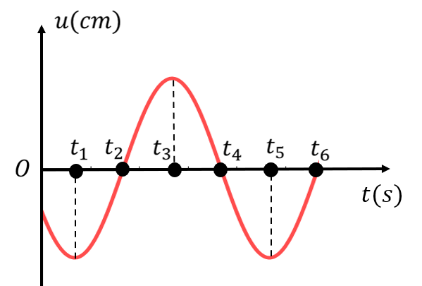 u(cm)
t₁ t₂ t₃ t₄ t₅ t₆
O
t(s)